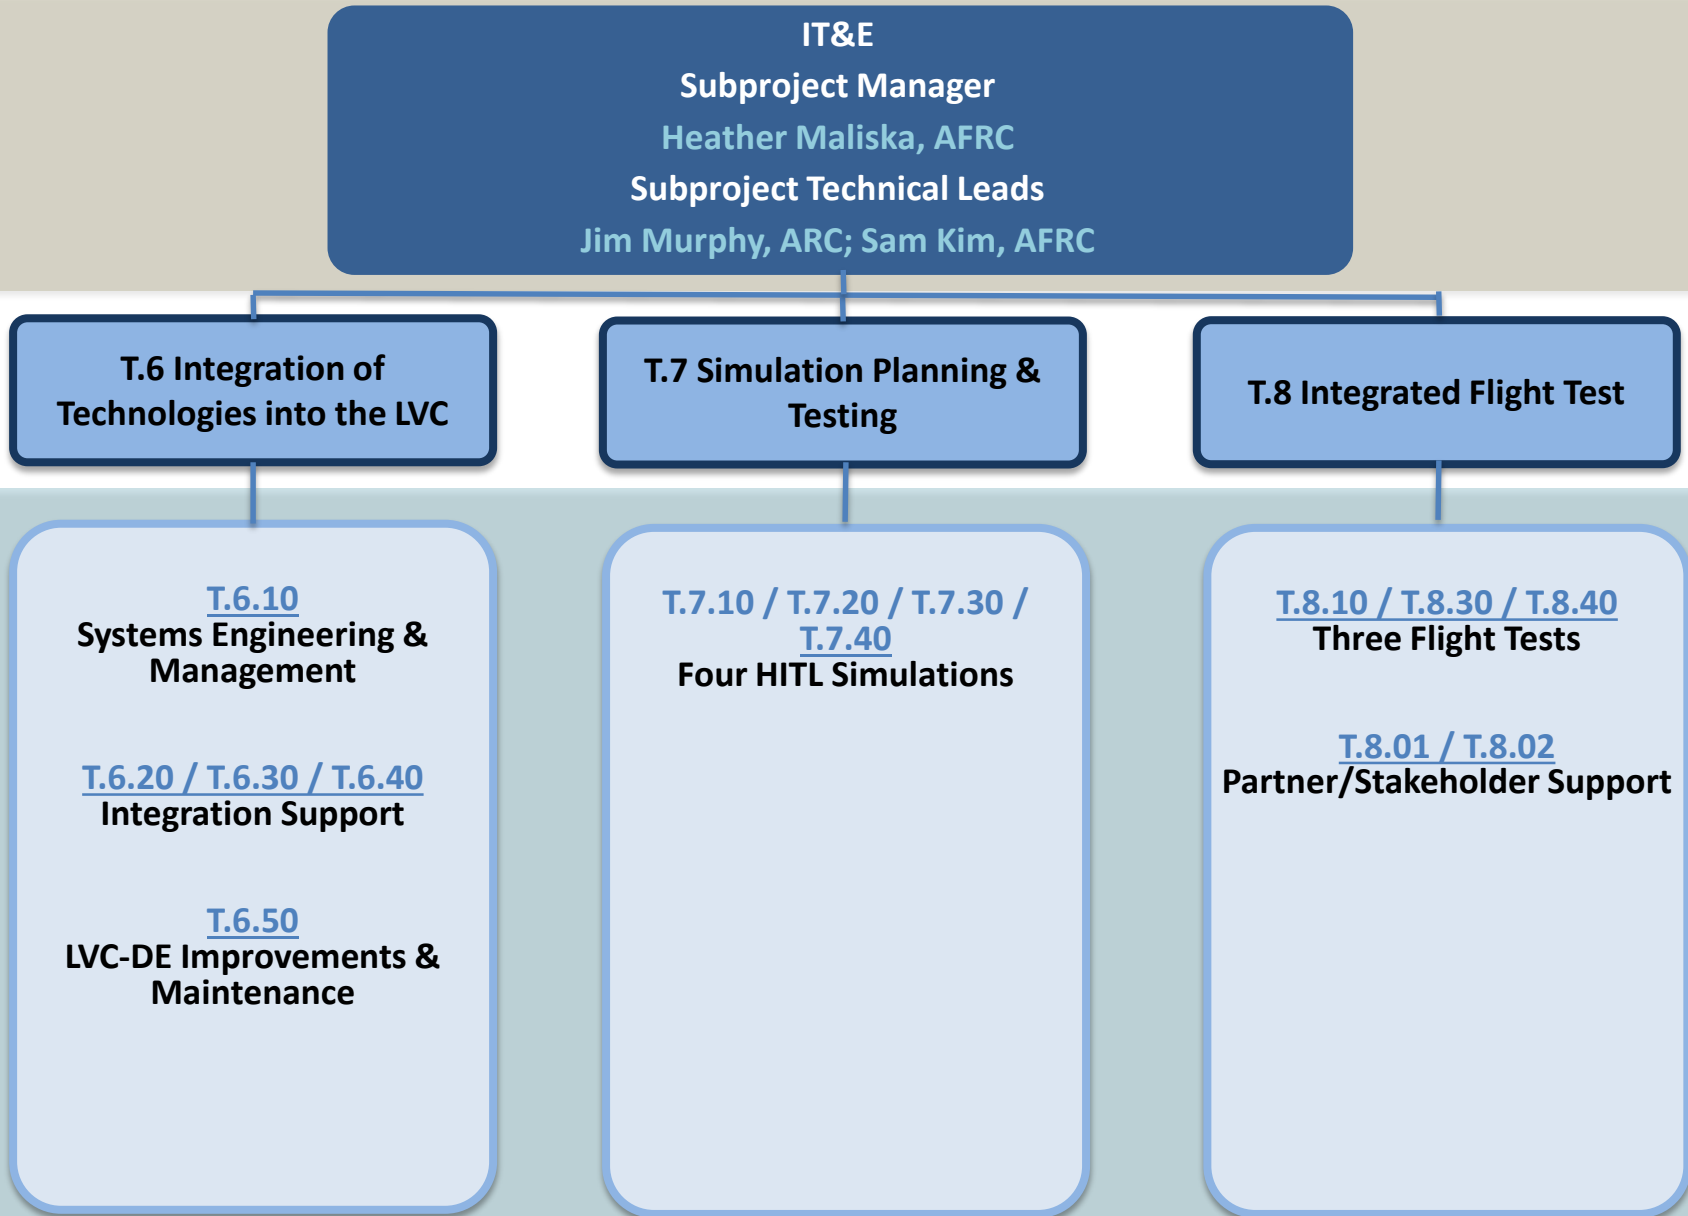 IT&E
Subproject Manager
Heather Maliska, AFRC
Subproject Technical Leads
Jim Murphy, ARC; Sam Kim, AFRC
T.6 Integration of
Technologies into the LVC
T.7 Simulation Planning &
Testing
T.8 Integrated Flight Test
T.6.10
Systems Engineering &
Management
T.6.20 / T.6.30 / T.6.40
Integration Support
T.6.50
LVC-DE Improvements &
Maintenance
T.7.10 / T.7.20 / T.7.30 /
T.7.40
Four HITL Simulations
T.8.10 / T.8.30 / T.8.40
Three Flight Tests
T.8.01 / T.8.02
Partner/Stakeholder Support